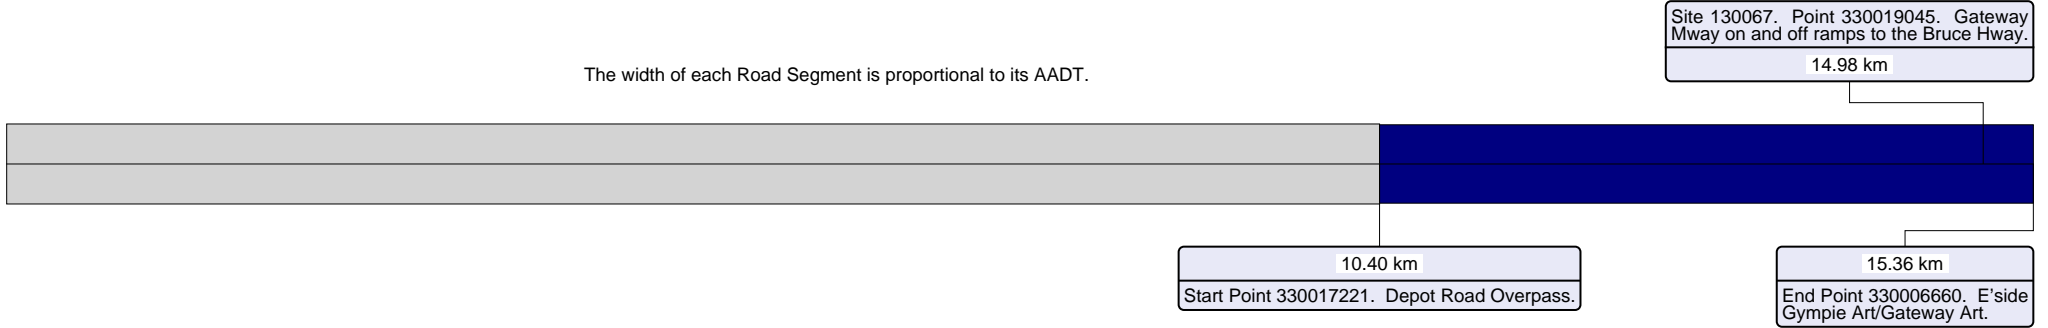 Site 130067. Point 330019045. Gateway
Mway on and off ramps to the Bruce Hway.
14.98 km
The width of each Road Segment is proportional to its AADT.
10.40 km
Start Point 330017221. Depot Road Overpass.
15.36 km
End Point 330006660. E'side
Gympie Art/Gateway Art.